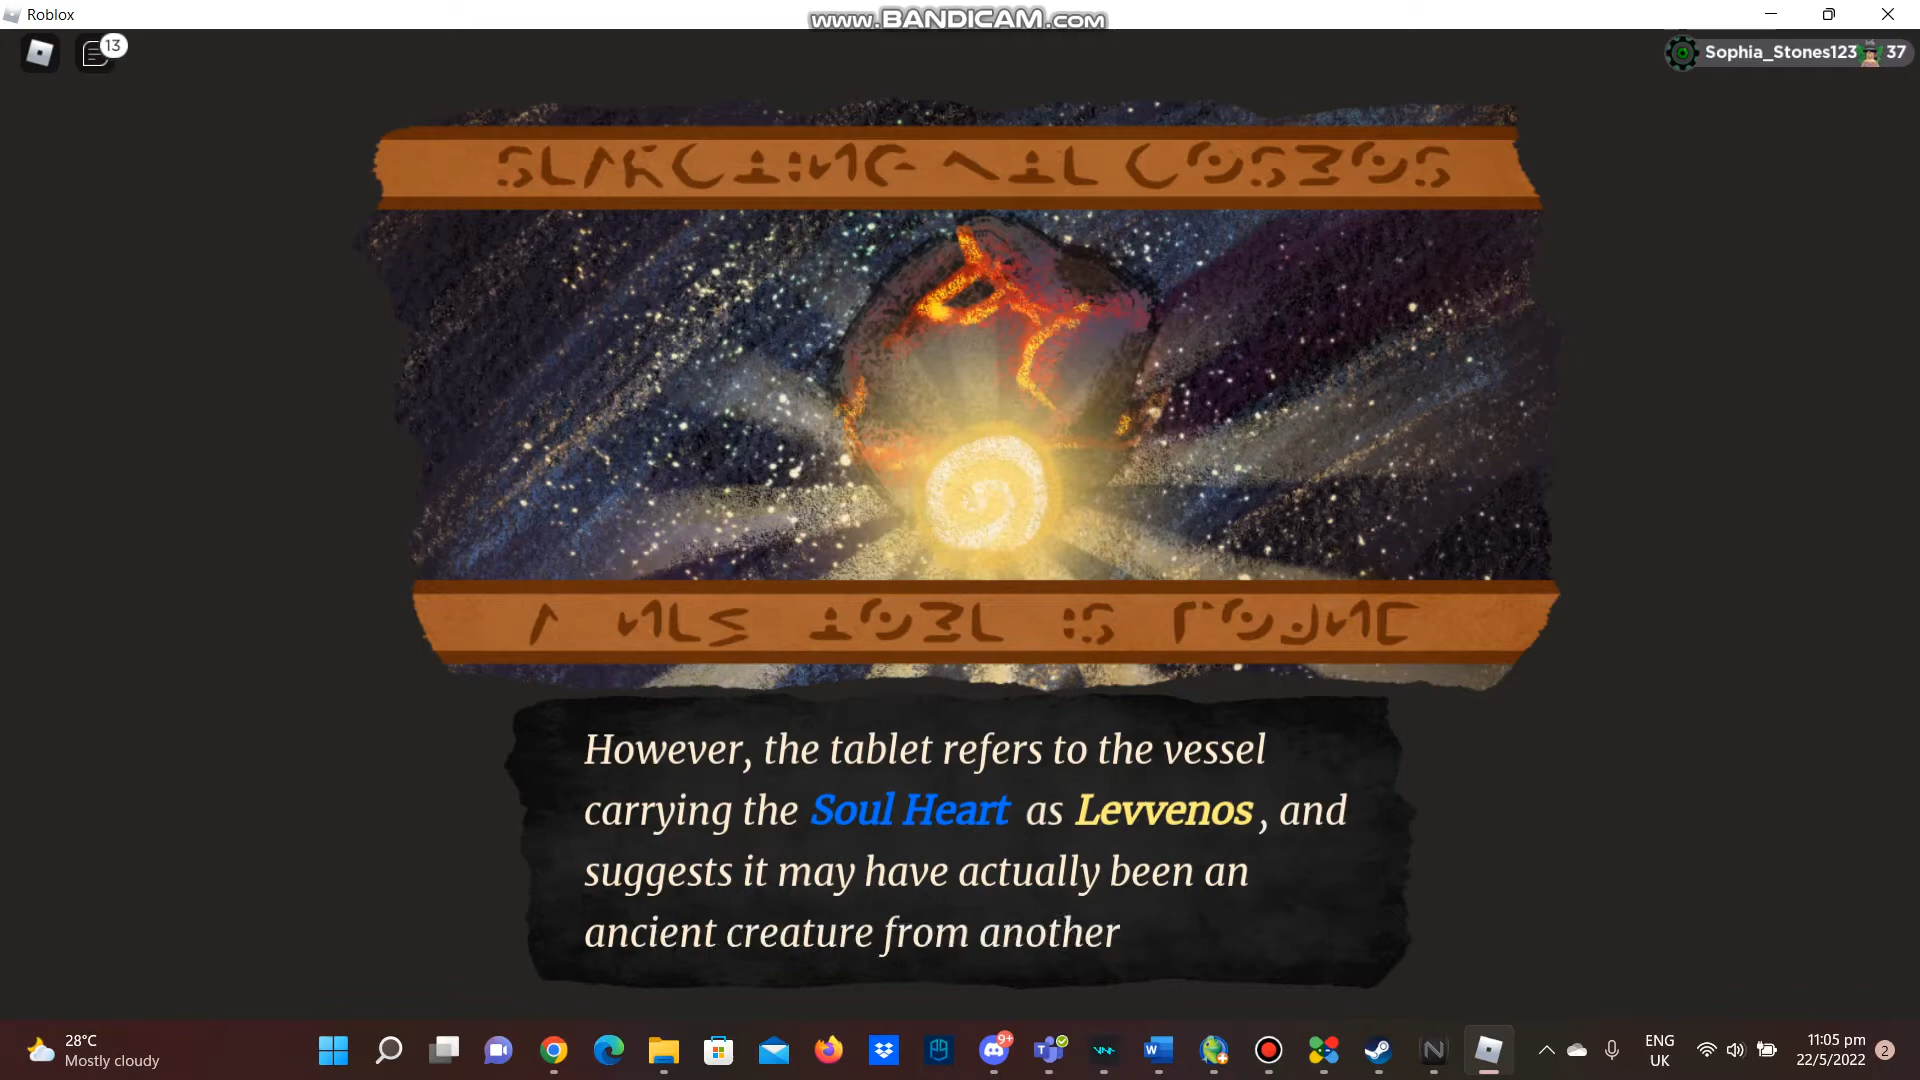 Roblox
www.BANDICAM.com
13
Sophia_Stones123 37
However, the tablet refers to the vessel
carrying the Soul Heart as Levvenos, and
suggests it may have actually been an
ancient creature from another
28°C
Mostly cloudy
9+
ENG
UK
11:05 pm
22/5/2022
2